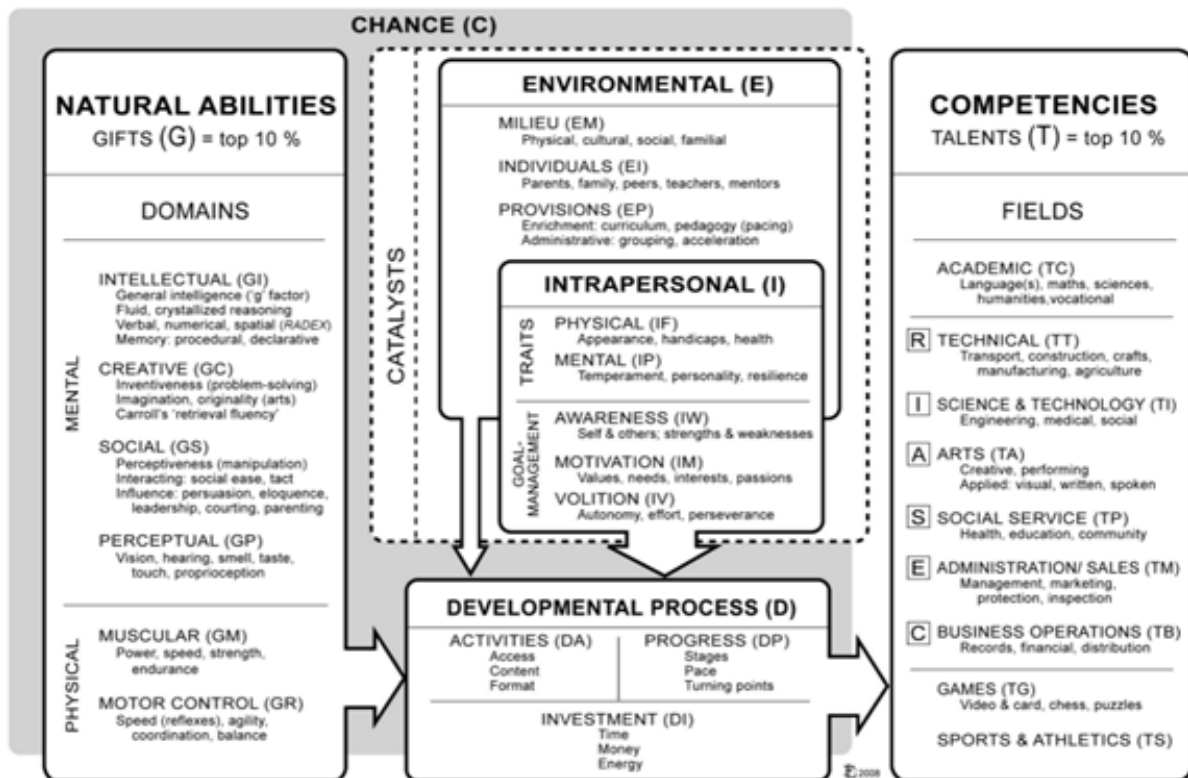 CHANCE (C)
NATURAL ABILITIES
GIFTS (G) = top 10 %
DOMAINS
MENTAL
INTELLECTUAL (GI)
General intelligence ('g' factor)
Fluid, crystallized reasoning
Verbal, numerical, spatial (RADEX)
Memory: procedural, declarative
CREATIVE (GC)
Inventiveness (problem-solving)
Imagination, originality (arts)
Carroll's 'retrieval fluency'
SOCIAL (GS)
Perceptiveness (manipulation)
Interacting: social ease, tact
Influence: persuasion, eloquence,
leadership, courting, parenting
PERCEPTUAL (GP)
Vision, hearing, smell, taste,
touch, proprioception
PHYSICAL
MUSCULAR (GM)
Power, speed, strength,
endurance
MOTOR CONTROL (GR)
Speed (reflexes), agility,
coordination, balance
CATALYSTS
ENVIRONMENTAL (E)
MILIEU (EM)
Physical, cultural, social, familial
INDIVIDUALS (EI)
Parents, family, peers, teachers, mentors
PROVISIONS (EP)
Enrichment: curriculum, pedagogy (pacing)
Administrative: grouping, acceleration
INTRAPERSONAL (I)
TRAITS
PHYSICAL (IF)
Appearance, handicaps, health
MENTAL (IP)
Temperament, personality, resilience
GOAL-
MANAGEMENT
AWARENESS (IW)
Self & others; strengths & weaknesses
MOTIVATION (IM)
Values, needs, interests, passions
VOLITION (IV)
Autonomy, effort, perseverance
DEVELOPMENTAL PROCESS (D)
ACTIVITIES (DA)
Access
Content
Format
PROGRESS (DP)
Stages
Pace
Turning points
INVESTMENT (DI)
Time
Money
Energy
COMPETENCIES
TALENTS (T) = top 10 %
FIELDS
ACADEMIC (TC)
Language(s), maths, sciences,
humanities,vocational
R TECHNICAL (TT)
Transport, construction, crafts,
manufacturing, agriculture
I SCIENCE & TECHNOLOGY (TI)
Engineering, medical, social
A ARTS (TA)
Creative, performing
Applied: visual, written, spoken
S SOCIAL SERVICE (TP)
Health, education, community
E ADMINISTRATION/ SALES (TM)
Management, marketing,
protection, inspection
C BUSINESS OPERATIONS (TB)
Records, financial, distribution
GAMES (TG)
Video & card, chess, puzzles
SPORTS & ATHLETICS (TS)
2008